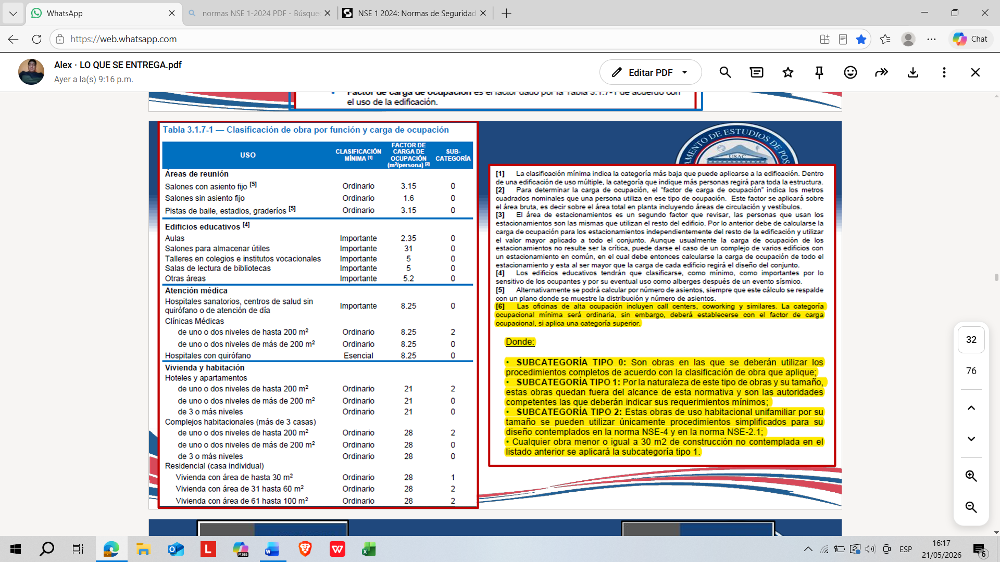 WhatsApp
normas NSE 1-2024 PDF - Búsque
NSE 1 2024: Normas de Seguridad
https://web.whatsapp.com
Chat
Alex · LO QUE SE ENTREGA.pdf
Ayer a la(s) 9:16 p.m.
Editar PDF
Factor de carga de ocupación es el factor dado por la Tabla 3.1.7-1 de acuerdo con
el uso de la edificación.
Tabla 3.1.7-1 — Clasificación de obra por función y carga de ocupación
USO CLASIFICACIÓN MÍNIMA [1] FACTOR DE CARGA DE OCUPACIÓN (m²/persona) [2] SUB-CATEGORÍA
Áreas de reunión
Salones con asiento fijo [5] Ordinario 3.15 0
Salones sin asiento fijo Ordinario 1.6 0
Pistas de baile, estadios, graderíos [5] Ordinario 3.15 0
Edificios educativos [4]
Aulas Importante 2.35 0
Salones para almacenar útiles Importante 31 0
Talleres en colegios e institutos vocacionales Importante 5 0
Salas de lectura de bibliotecas Importante 5 0
Otras áreas Importante 5.2 0
Atención médica
Hospitales sanatorios, centros de salud sin
quirófano o de atención de día Importante 8.25 0
Clínicas Médicas
de uno o dos niveles de hasta 200 m² Ordinario 8.25 2
de uno o dos niveles de más de 200 m² Ordinario 8.25 0
Hospitales con quirófano Esencial 8.25 0
Vivienda y habitación
Hoteles y apartamentos
de uno o dos niveles de hasta 200 m² Ordinario 21 2
de uno o dos niveles de más de 200 m² Ordinario 21 0
de 3 o más niveles Ordinario 21 0
Complejos habitacionales (más de 3 casas)
de uno o dos niveles de hasta 200 m² Ordinario 28 2
de uno o dos niveles de más de 200 m² Ordinario 28 0
de 3 o más niveles Ordinario 28 0
Residencial (casa individual)
Vivienda con área de hasta 30 m² Ordinario 28 1
Vivienda con área de 31 hasta 60 m² Ordinario 28 2
Vivienda con área de 61 hasta 100 m² Ordinario 28 2
AMENTO DE ESTUDIOS DE POS
USAC
[1] La clasificación mínima indica la categoría más baja que puede aplicarse a la edificación. Dentro
de una edificación de uso múltiple, la categoría que indique más personas regirá para toda la estructura.
[2] Para determinar la carga de ocupación, el "factor de carga de ocupación" indica los metros
cuadrados nominales que una persona utiliza en ese tipo de ocupación. Este factor se aplicará sobre
el área bruta, es decir sobre el área total en planta incluyendo áreas de circulación y vestíbulos.
[3] El área de estacionamientos es un segundo factor que revisar, las personas que usan los
estacionamientos son las mismas que utilizan el resto del edificio. Por lo anterior debe de calcularse la
carga de ocupación para los estacionamientos independientemente del resto de la edificación y utilizar
el valor mayor aplicado a todo el conjunto. Aunque usualmente la carga de ocupación de los
estacionamientos no resulte ser la crítica, puede darse el caso de un complejo de varios edificios con
un estacionamiento en común, en el cual debe entonces calcularse la carga de ocupación de todo el
estacionamiento y esta al ser mayor que la carga de cada edificio regirá el diseño del conjunto.
[4] Los edificios educativos tendrán que clasificarse, como mínimo, como importantes por lo
sensitivo de los ocupantes y por su eventual uso como alberges después de un evento sísmico.
[5] Alternativamente se podrá calcular por número de asientos, siempre que este cálculo se respalde
con un plano donde se muestre la distribución y número de asientos.
[6] Las oficinas de alta ocupación incluyen call centers, coworking y similares. La categoría
ocupacional mínima será ordinaria, sin embargo, deberá establecerse con el factor de carga
ocupacional, si aplica una categoría superior.
Donde:
• SUBCATEGORÍA TIPO 0: Son obras en las que se deberán utilizar los
procedimientos completos de acuerdo con la clasificación de obra que aplique;
• SUBCATEGORÍA TIPO 1: Por la naturaleza de este tipo de obras y su tamaño,
estas obras quedan fuera del alcance de esta normativa y son las autoridades
competentes las que deberán indicar sus requerimientos mínimos;
• SUBCATEGORÍA TIPO 2: Estas obras de uso habitacional unifamiliar por su
tamaño se pueden utilizar únicamente procedimientos simplificados para su
diseño contemplados en la norma NSE-4 y en la norma NSE-2.1;
• Cualquier obra menor o igual a 30 m2 de construcción no contemplada en el
listado anterior se aplicará la subcategoría tipo 1.
32
76
ESP
16:17
21/05/2026
6